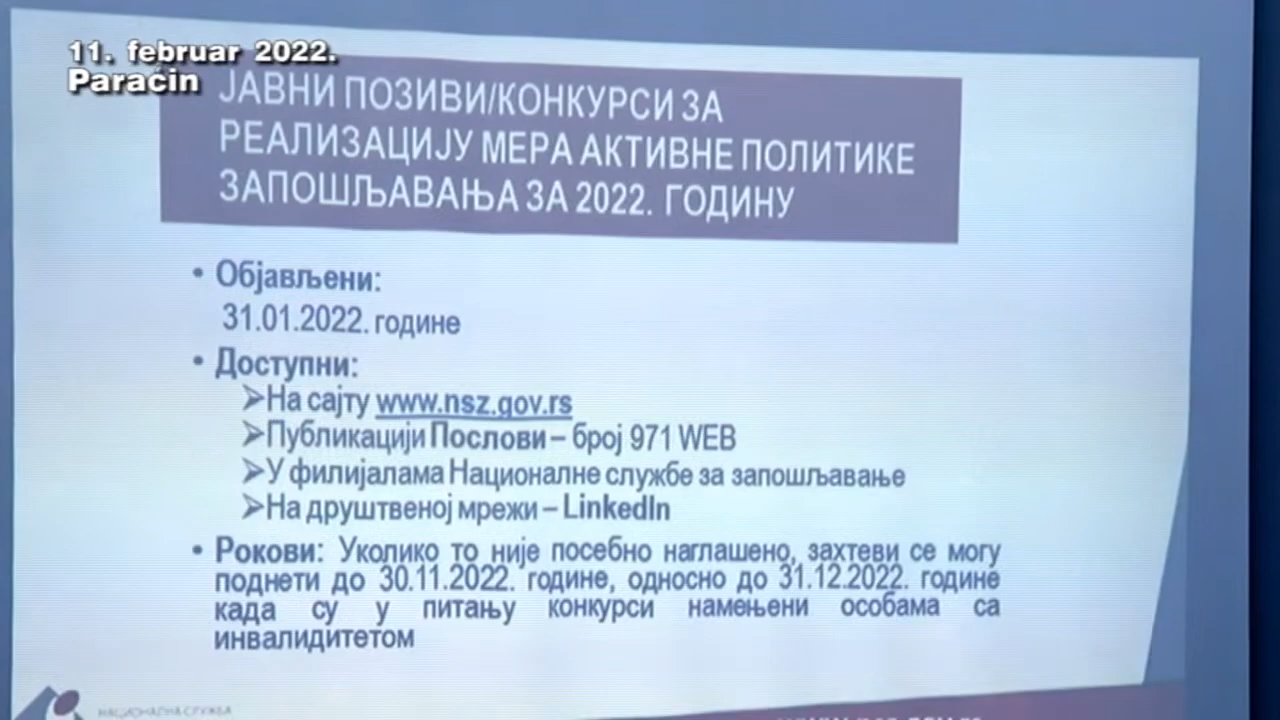 11. februar 2022.
Paraćin
ЈАВНИ ПОЗИВИ/КОНКУРСИ ЗА
РЕАЛИЗАЦИЈУ МЕРА АКТИВНЕ ПОЛИТИКЕ
ЗАПОШЉАВАЊА ЗА 2022. ГОДИНУ
• Објављени:
31.01.2022. године
• Доступни:
➢На сајту www.nsz.gov.rs
➢Публикацији Послови – број 971 WEB
➢У филијалама Националне службе за запошљавање
➢На друштвеној мрежи – LinkedIn
• Рокови: Уколико то није посебно наглашено, захтеви се могу
поднети до 30.11.2022. године, односно до 31.12.2022. године
када су у питању конкурси намењени особама са
инвалидитетом
НАЦИОНАЛНА СЛУЖБА